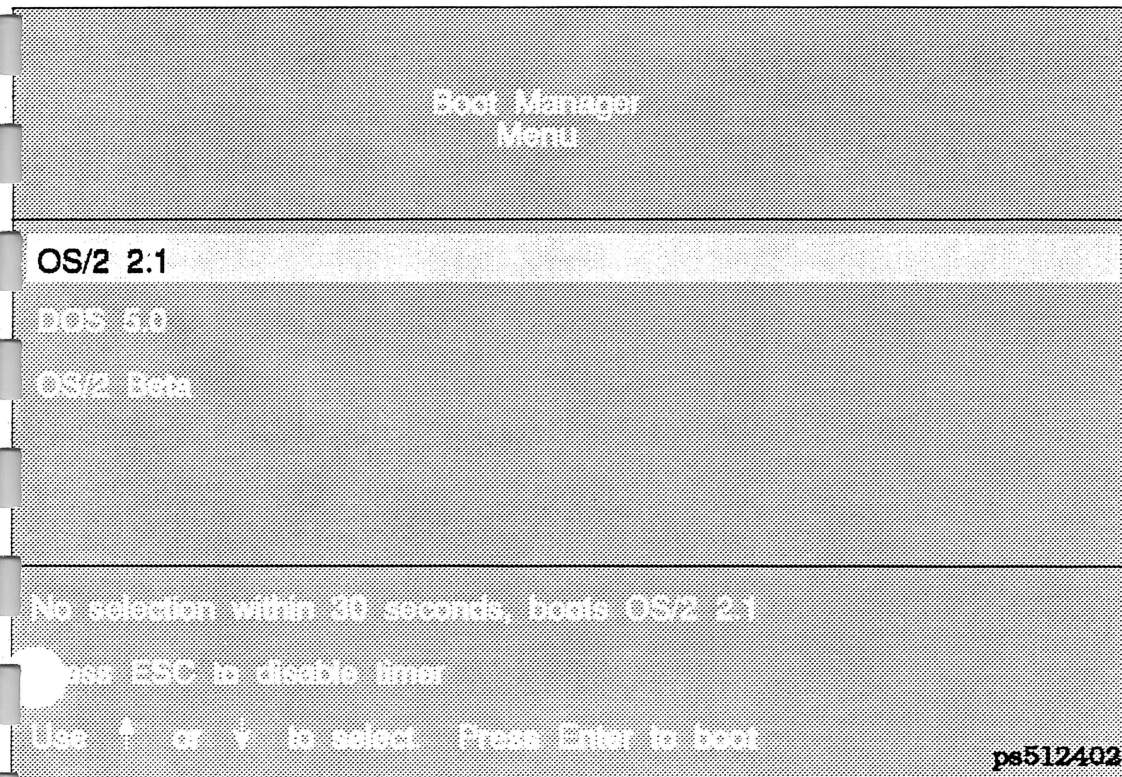 Boot Manager
Menu
OS/2 2.1
DOS 5.0
OS/2 Beta
No selection within 30 seconds, boots OS/2 2.1
ess ESC to disable timer
Use ↑ or ↓ to select. Press Enter to boot
ps512402